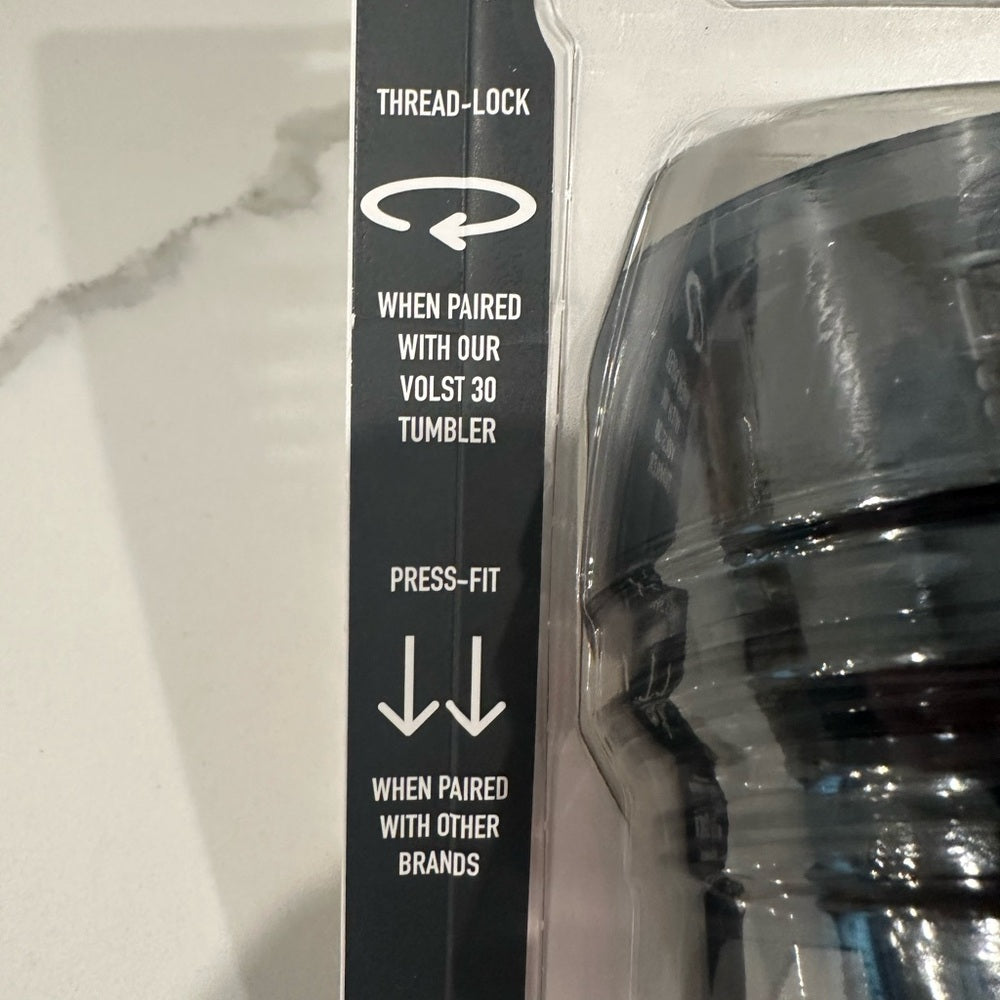 THREAD-LOCK
WHEN PAIRED
WITH OUR
VOLST 30
TUMBLER
PRESS-FIT
WHEN PAIRED
WITH OTHER
BRANDS